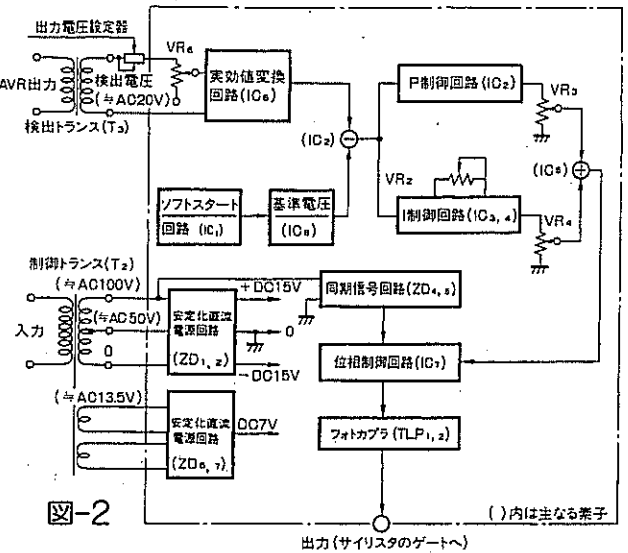 出力電圧設定器
VR6
AVR出力
検出電圧
(≒AC20V)
検出トランス(T3)
実効値変換
回路(IC6)
(IC2)
P制御回路(IC2)
VR3
(IC5)
VR2
I制御回路(IC3, 4)
VR4
ソフトスタート
回路(IC1)
基準電圧
(IC8)
制御トランス(T2)
(≒AC100V)
(≒AC50V)
0
入力
(≒AC13.5V)
安定化直流
電源回路
(ZD1, 2)
+DC15V
0
-DC15V
安定化直流
電源回路
(ZD6, 7)
DC7V
同期信号回路(ZD4, 5)
位相制御回路(IC7)
フォトカプラ(TLP1, 2)
図-2
( )内は主なる素子
出力(サイリスタのゲートへ)